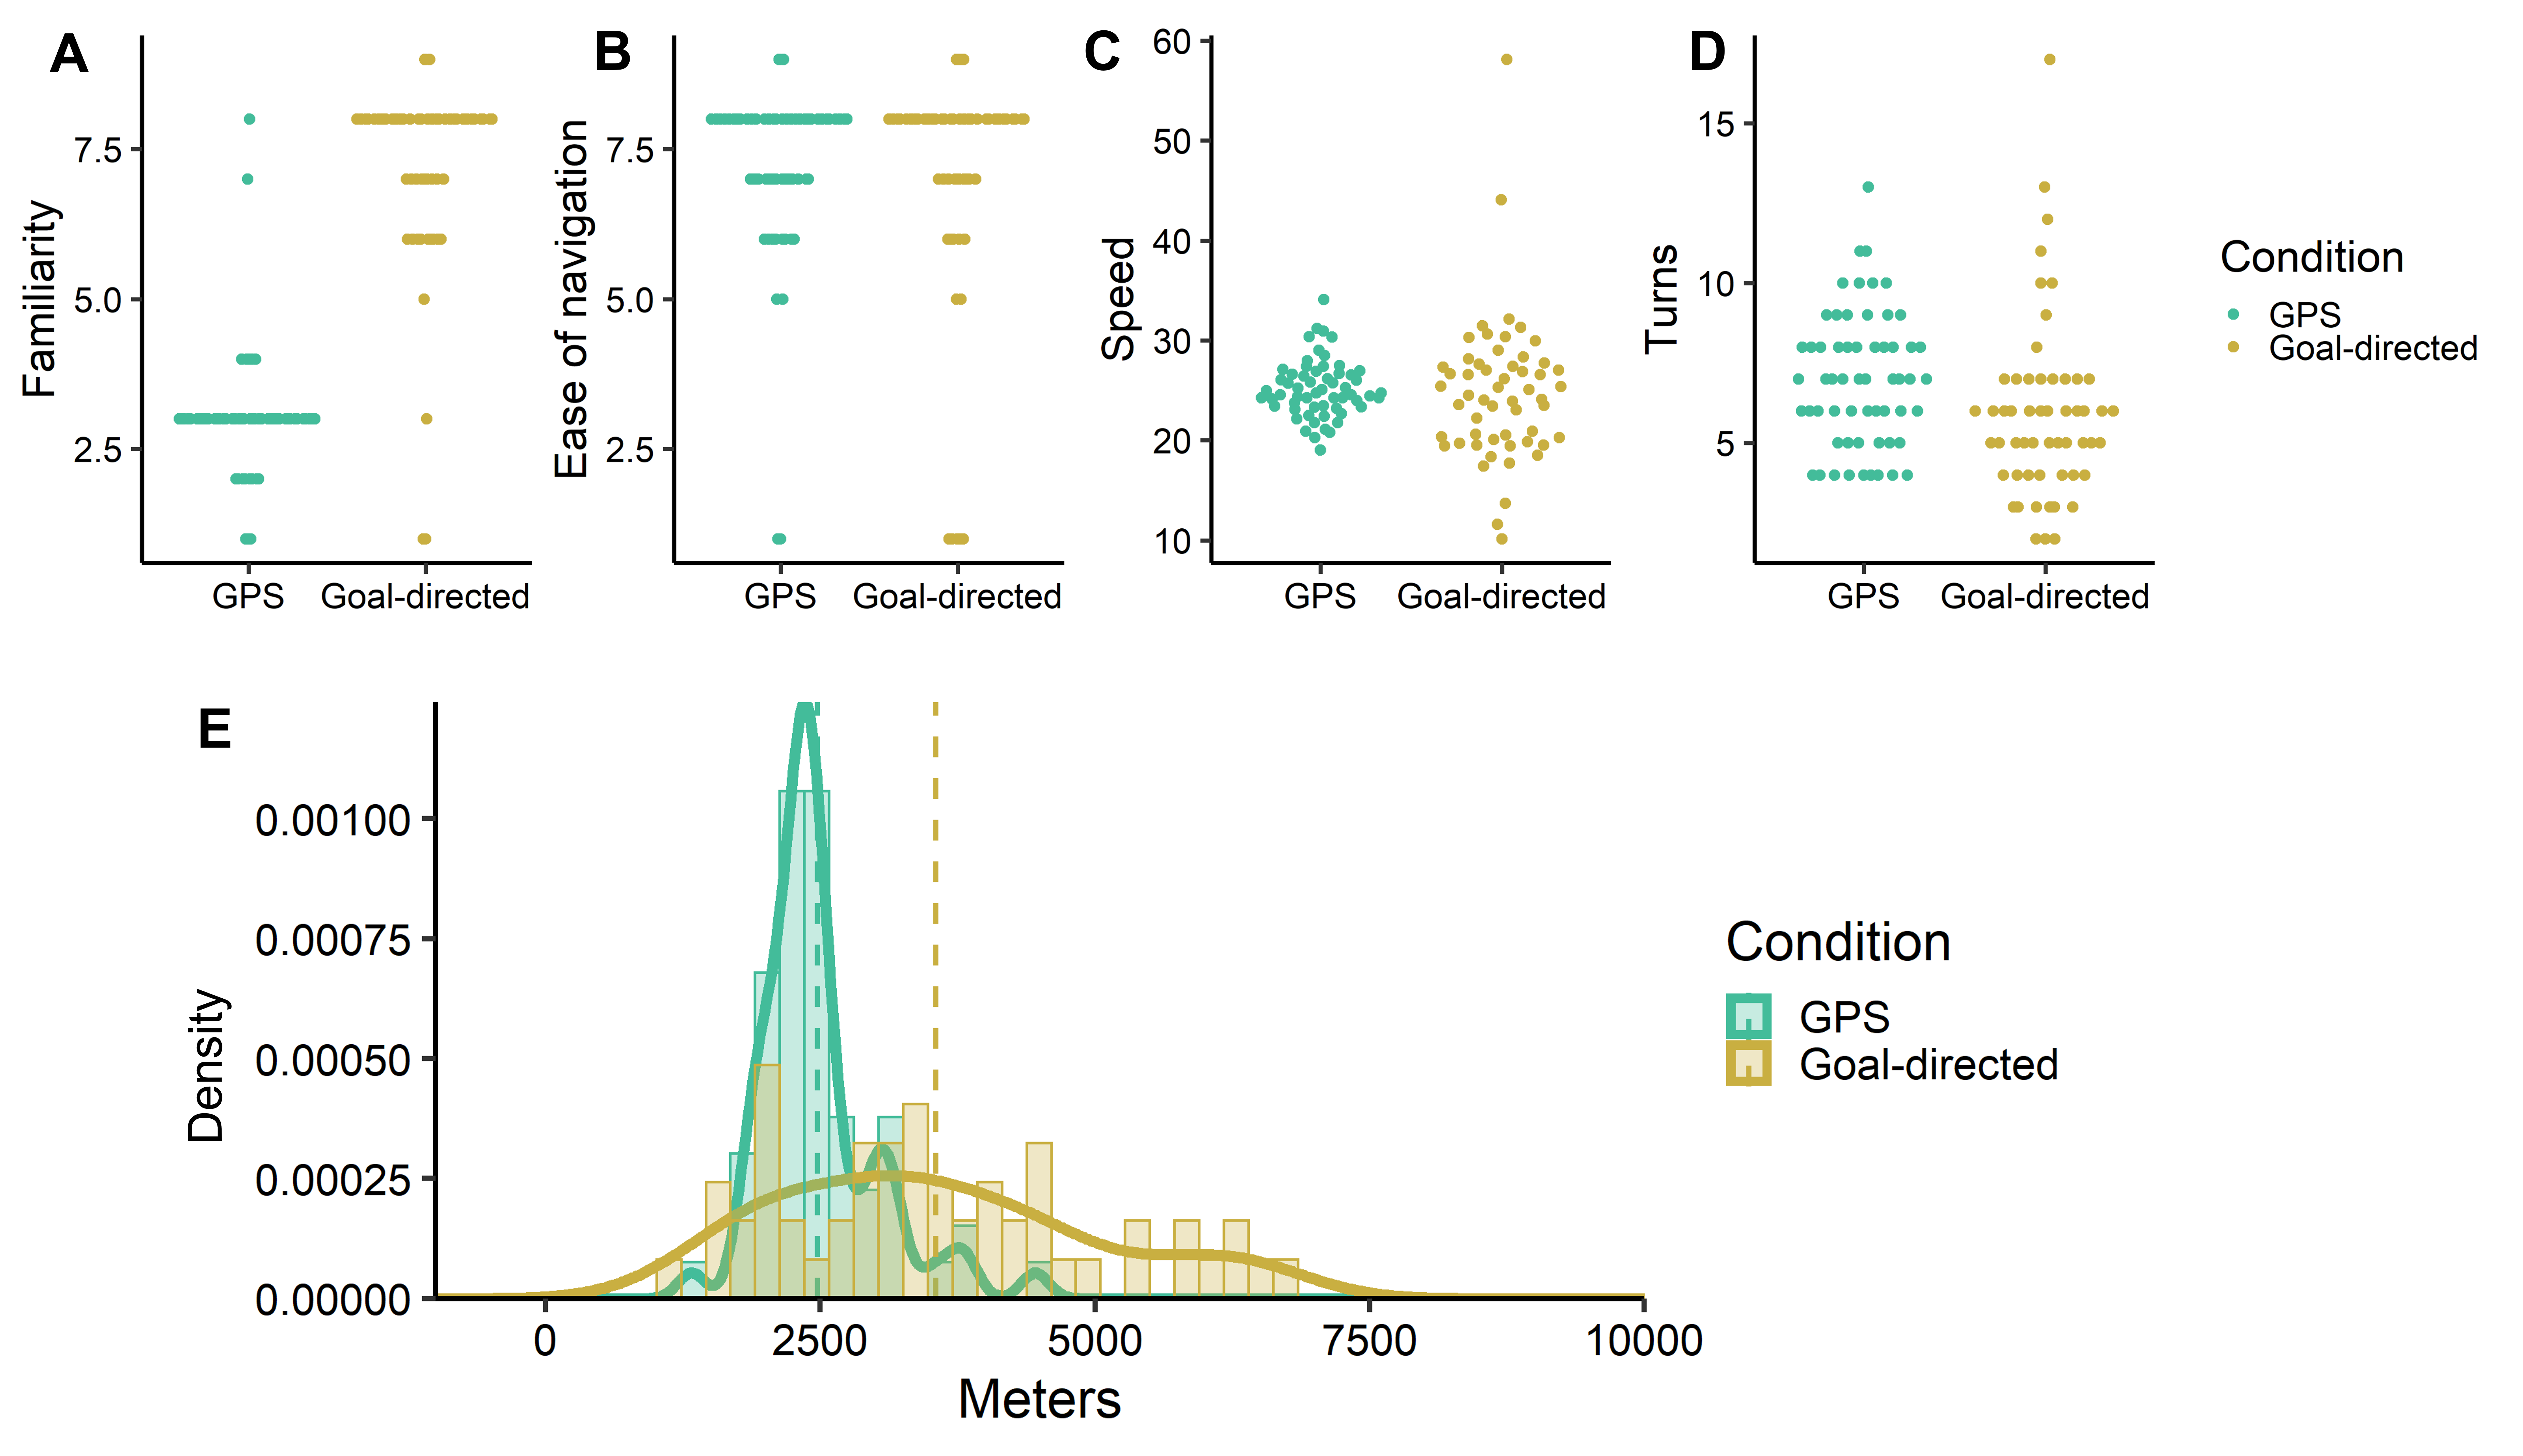 A
Familiarity
7.5
5.0
2.5
GPS Goal-directed
B
Ease of navigation
7.5
5.0
2.5
GPS Goal-directed
C
Speed
60
50
40
30
20
10
GPS Goal-directed
D
Turns
15
10
5
GPS Goal-directed
Condition
GPS
Goal-directed
E
Density
0.00100
0.00075
0.00050
0.00025
0.00000
0 2500 5000 7500 10000
Meters
Condition
GPS
Goal-directed